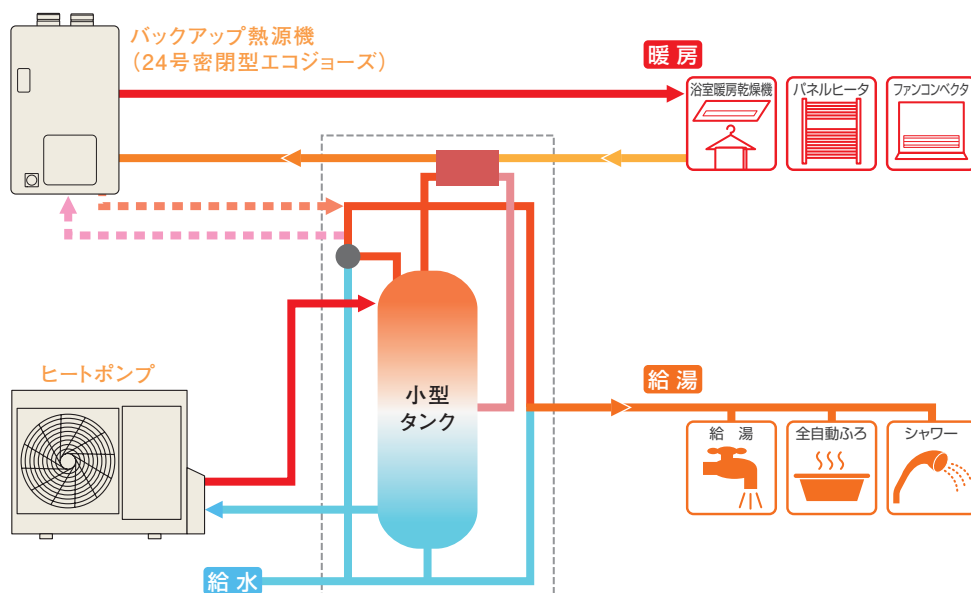 バックアップ熱源機
（24号密閉型エコジョーズ）
暖房
浴室暖房乾燥機
パネルヒータ
ファンコンベクタ
ヒートポンプ
小型
タンク
給湯
給 湯
全自動ふろ
シャワー
給水